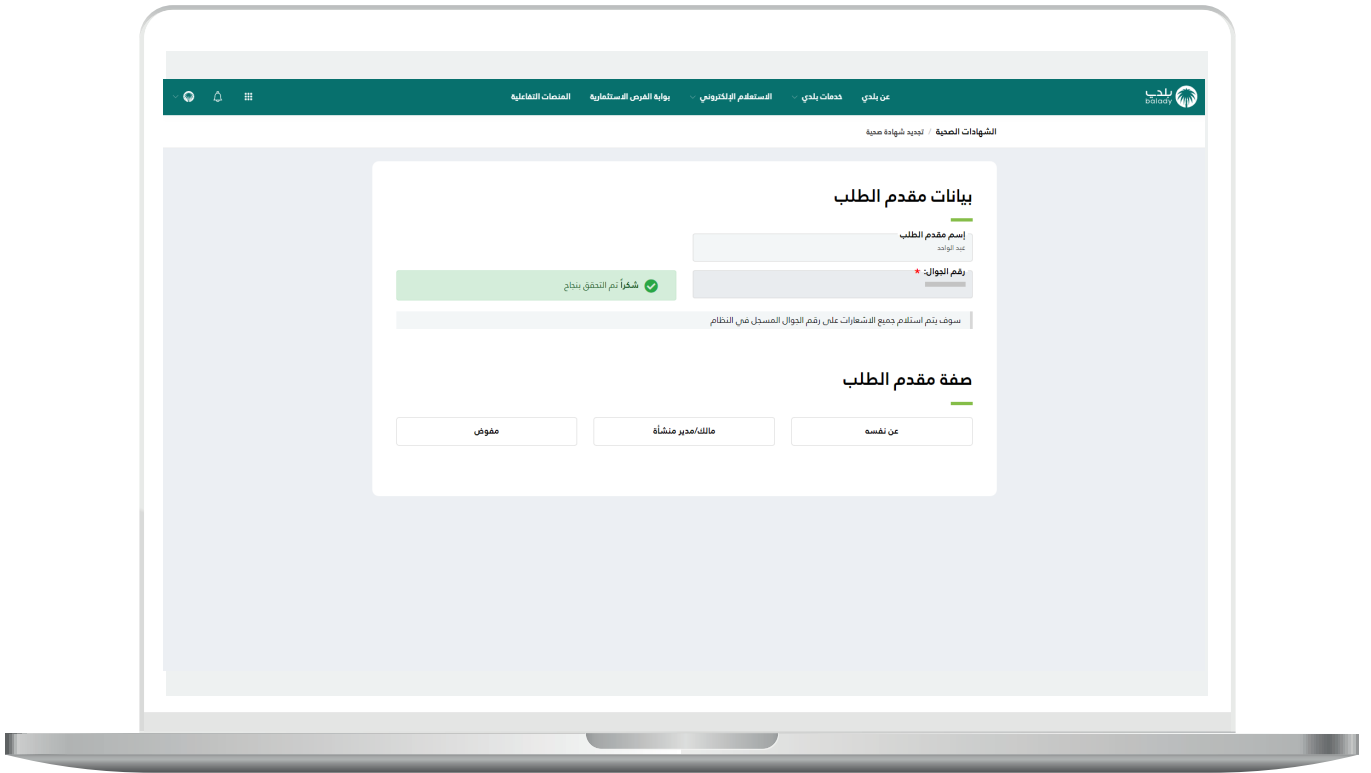 بلدي
balady
عن بلدي خدمات بلدي الاستعلام الإلكتروني بوابة الفرص الاستثمارية المنصات التفاعلية
الشهادات الصحية / تجديد شهادة صحية
بيانات مقدم الطلب
إسم مقدم الطلب
عبد الواحد
رقم الجوال: *
شكراً تم التحقق بنجاح
سوف يتم استلام جميع الاشعارات على رقم الجوال المسجل في النظام
صفة مقدم الطلب
عن نفسه مالك/مدير منشأة مفوض